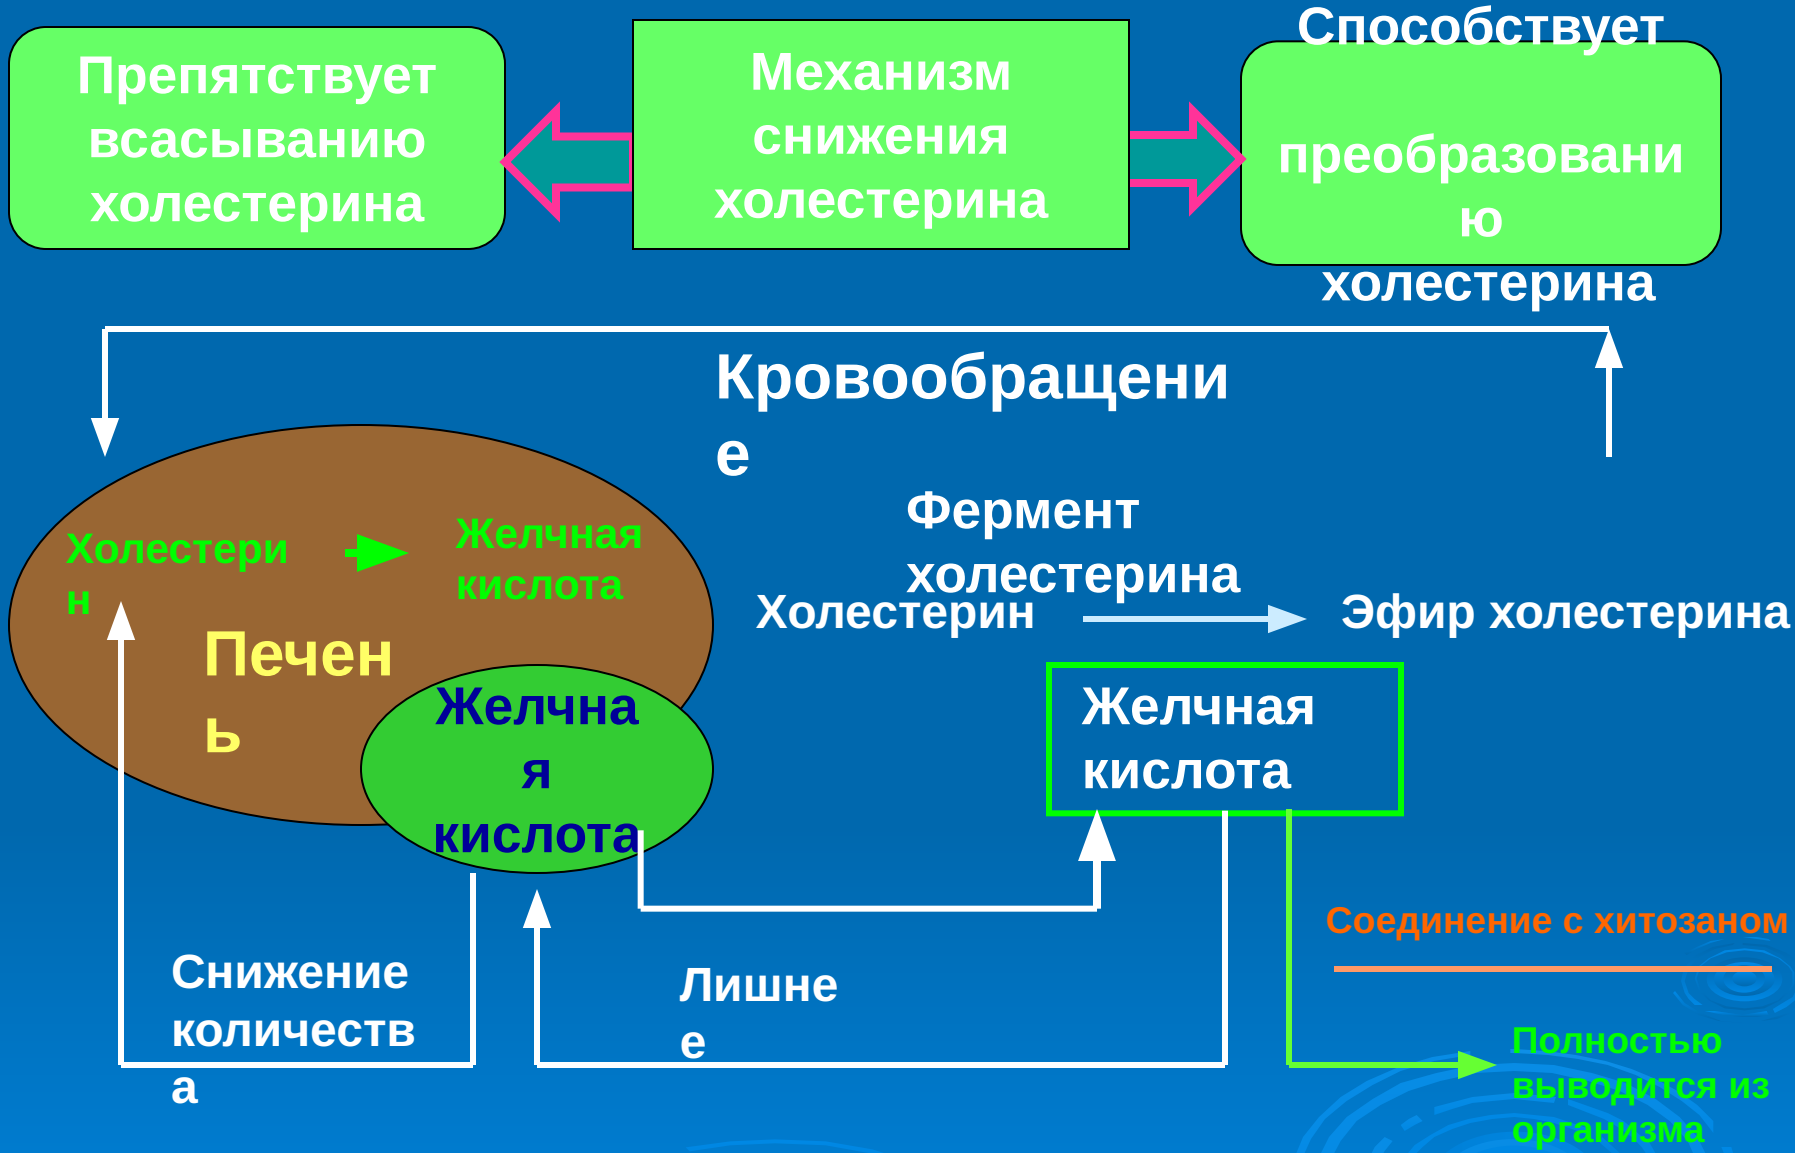 Препятствует
всасыванию
холестерина
Механизм
снижения
холестерина
Способствует
преобразовани
ю
холестерина
Кровообращени
е
Фермент
холестерина
Холестерин
Эфир холестерина
Холестери
н
Желчная
кислота
Печен
ь
Желчна
я
кислота
Желчная
кислота
Соединение с хитозаном
Снижение
количеств
а
Лишне
е
Полностью
выводится из
организма